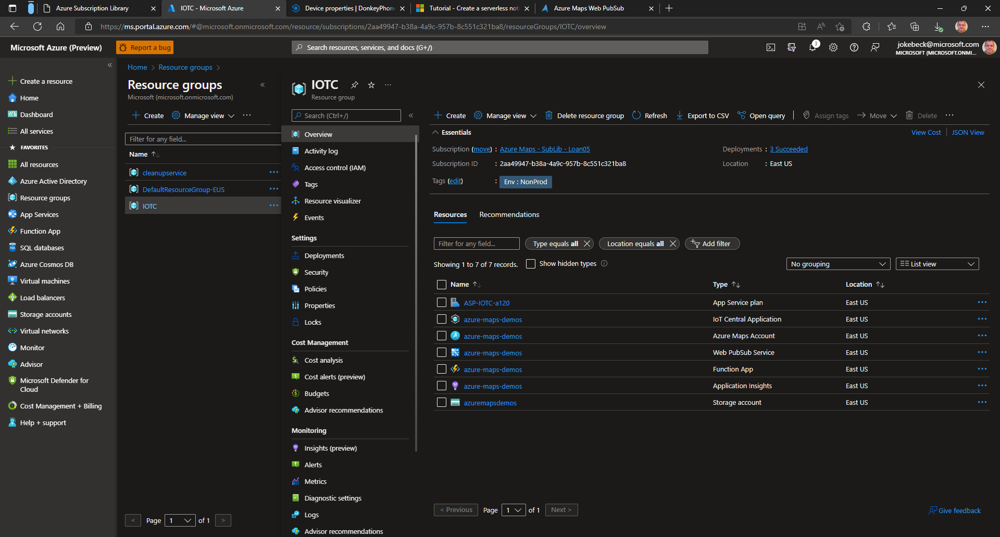 Azure Subscription Library
IOTC - Microsoft Azure
Device properties | DonkeyPhone
Tutorial - Create a serverless not
Azure Maps Web PubSub
https://ms.portal.azure.com/#@microsoft.onmicrosoft.com/resource/subscriptions/2aa49947-b38a-4a9c-957b-8c551c321ba8/resourceGroups/IOTC/overview
Microsoft Azure (Preview)
Report a bug
Search resources, services, and docs (G+/)
3
jokebeck@microsoft.com
MICROSOFT (MICROSOFT.ONMI...
Create a resource
Home
Dashboard
All services
FAVORITES
All resources
Azure Active Directory
Resource groups
App Services
Function App
SQL databases
Azure Cosmos DB
Virtual machines
Load balancers
Storage accounts
Virtual networks
Monitor
Advisor
Microsoft Defender for
Cloud
Cost Management + Billing
Help + support
Home > Resource groups >
Resource groups
Microsoft (microsoft.onmicrosoft.com)
Create
Manage view
Filter for any field...
Name
cleanupservice
DefaultResourceGroup-EUS
IOTC
< Page 1 of 1 >
IOTC
Resource group
Search (Ctrl+/)
Overview
Activity log
Access control (IAM)
Tags
Resource visualizer
Events
Settings
Deployments
Security
Policies
Properties
Locks
Cost Management
Cost analysis
Cost alerts (preview)
Budgets
Advisor recommendations
Monitoring
Insights (preview)
Alerts
Metrics
Diagnostic settings
Logs
Advisor recommendations
Create Manage view Delete resource group Refresh Export to CSV Open query Assign tags Move Delete
Essentials
View Cost JSON View
Subscription (move) : Azure Maps - SubLib - Loan05
Deployments : 3 Succeeded
Subscription ID : 2aa49947-b38a-4a9c-957b-8c551c321ba8
Location : East US
Tags (edit) : Env : NonProd
Resources Recommendations
Filter for any field... Type equals all Location equals all Add filter
Showing 1 to 7 of 7 records. Show hidden types
No grouping List view
Name Type Location
ASP-IOTC-a120 App Service plan East US
azure-maps-demos IoT Central Application East US
azure-maps-demos Azure Maps Account East US
azure-maps-demos Web PubSub Service East US
azure-maps-demos Function App East US
azure-maps-demos Application Insights East US
azuremapsdemos Storage account East US
< Previous Page 1 of 1 Next >
Give feedback